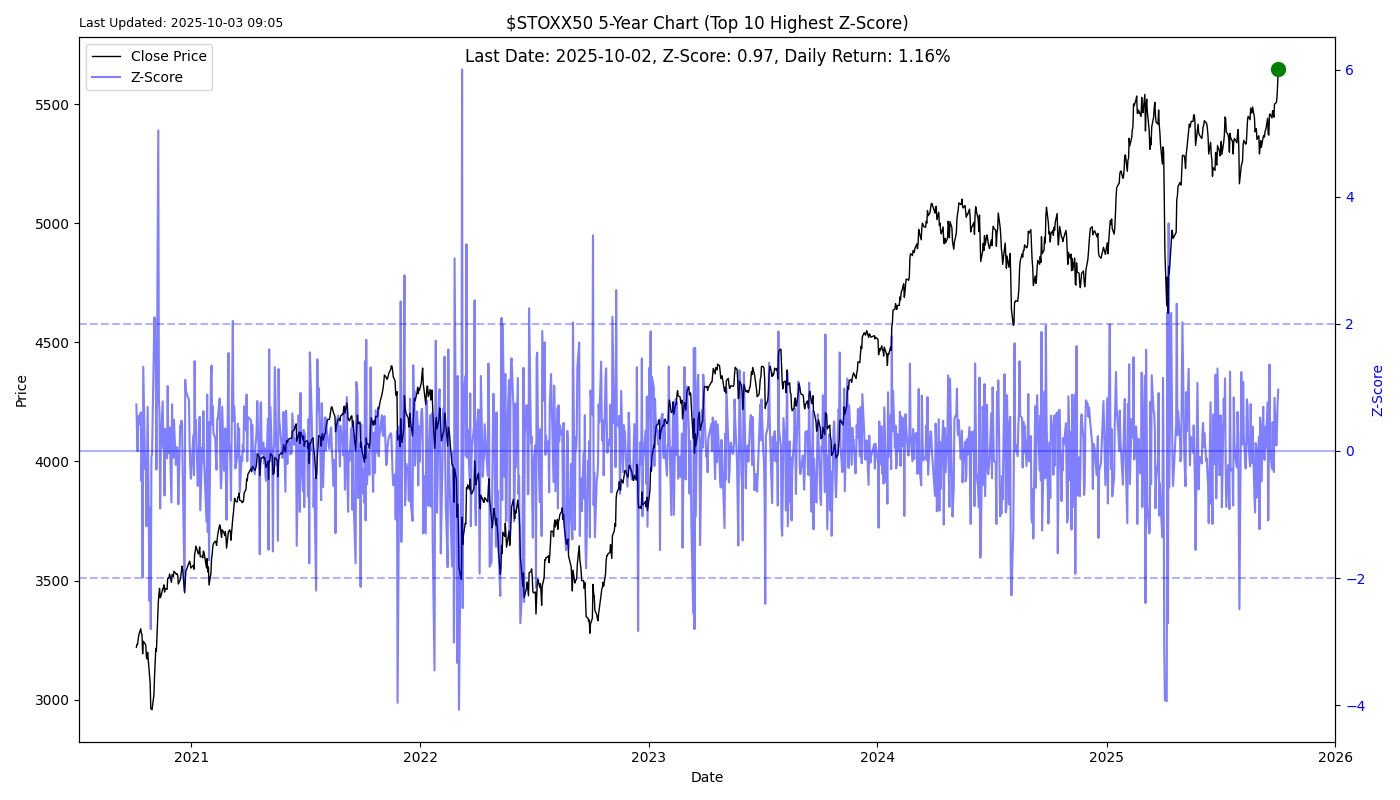 Last Updated: 2025-10-03 09:05
$STOXX50 5-Year Chart (Top 10 Highest Z-Score)
Last Date: 2025-10-02, Z-Score: 0.97, Daily Return: 1.16%
Close Price
Z-Score
Price
5500
5000
4500
4000
3500
3000
6
4
2
0
−2
−4
Z-Score
2021
2022
2023
2024
2025
2026
Date